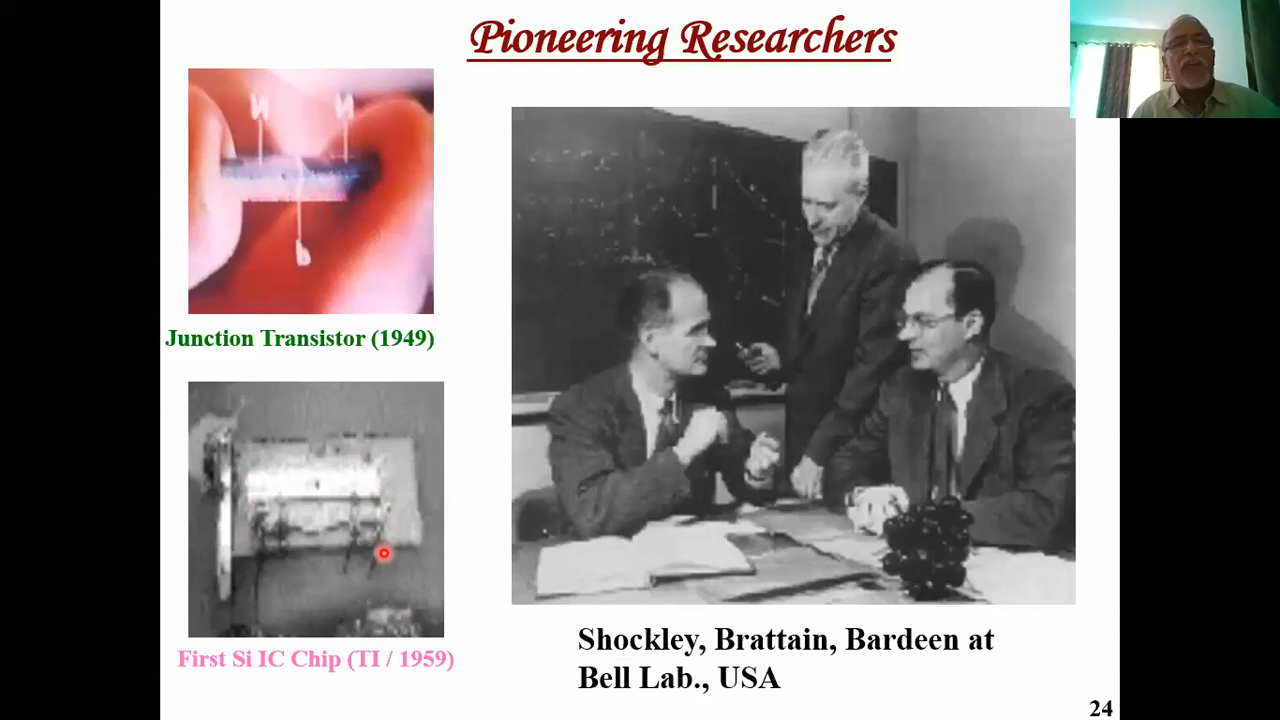 Pioneering Researchers
N N
P
Junction Transistor (1949)
First Si IC Chip (TI / 1959)
Shockley, Brattain, Bardeen at
Bell Lab., USA
24